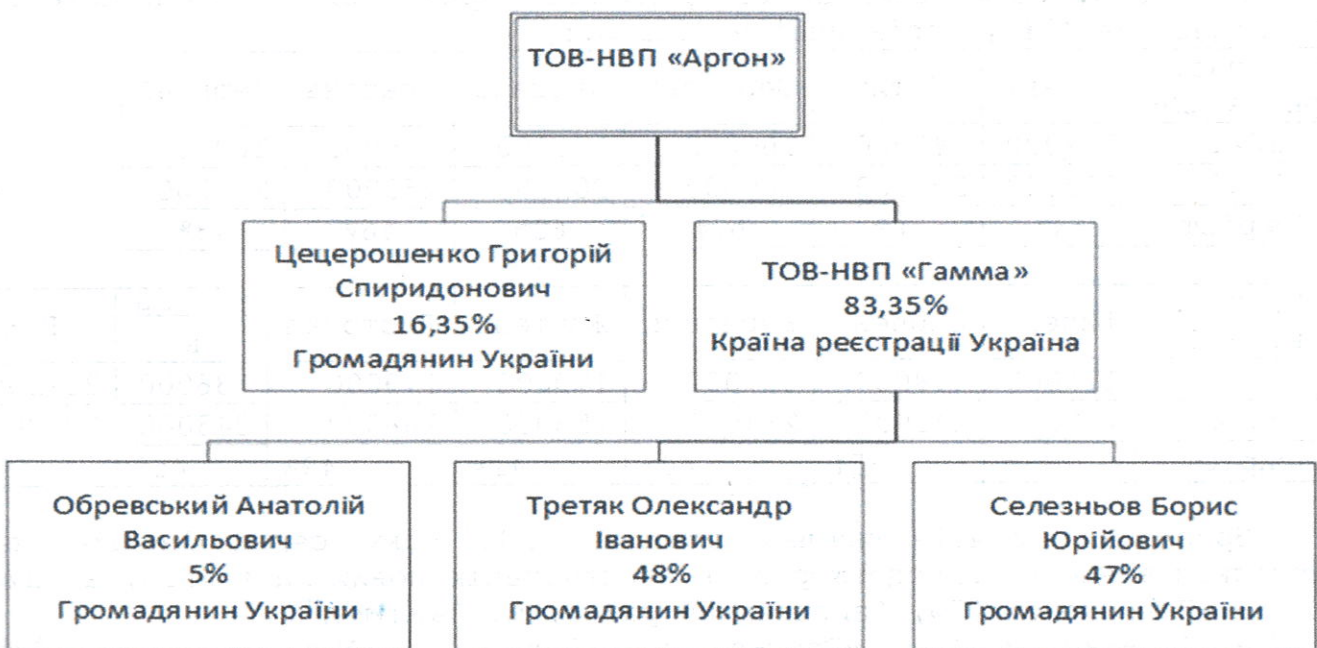 ТОВ-НВП «Аргон»
Цецерошенко Григорій
Спиридонович
16,35%
Громадянин України
ТОВ-НВП «Гамма»
83,35%
Країна реєстрації Україна
Обревський Анатолій
Васильович
5%
Громадянин України
Третяк Олександр
Іванович
48%
Громадянин України
Селезньов Борис
Юрійович
47%
Громадянин України